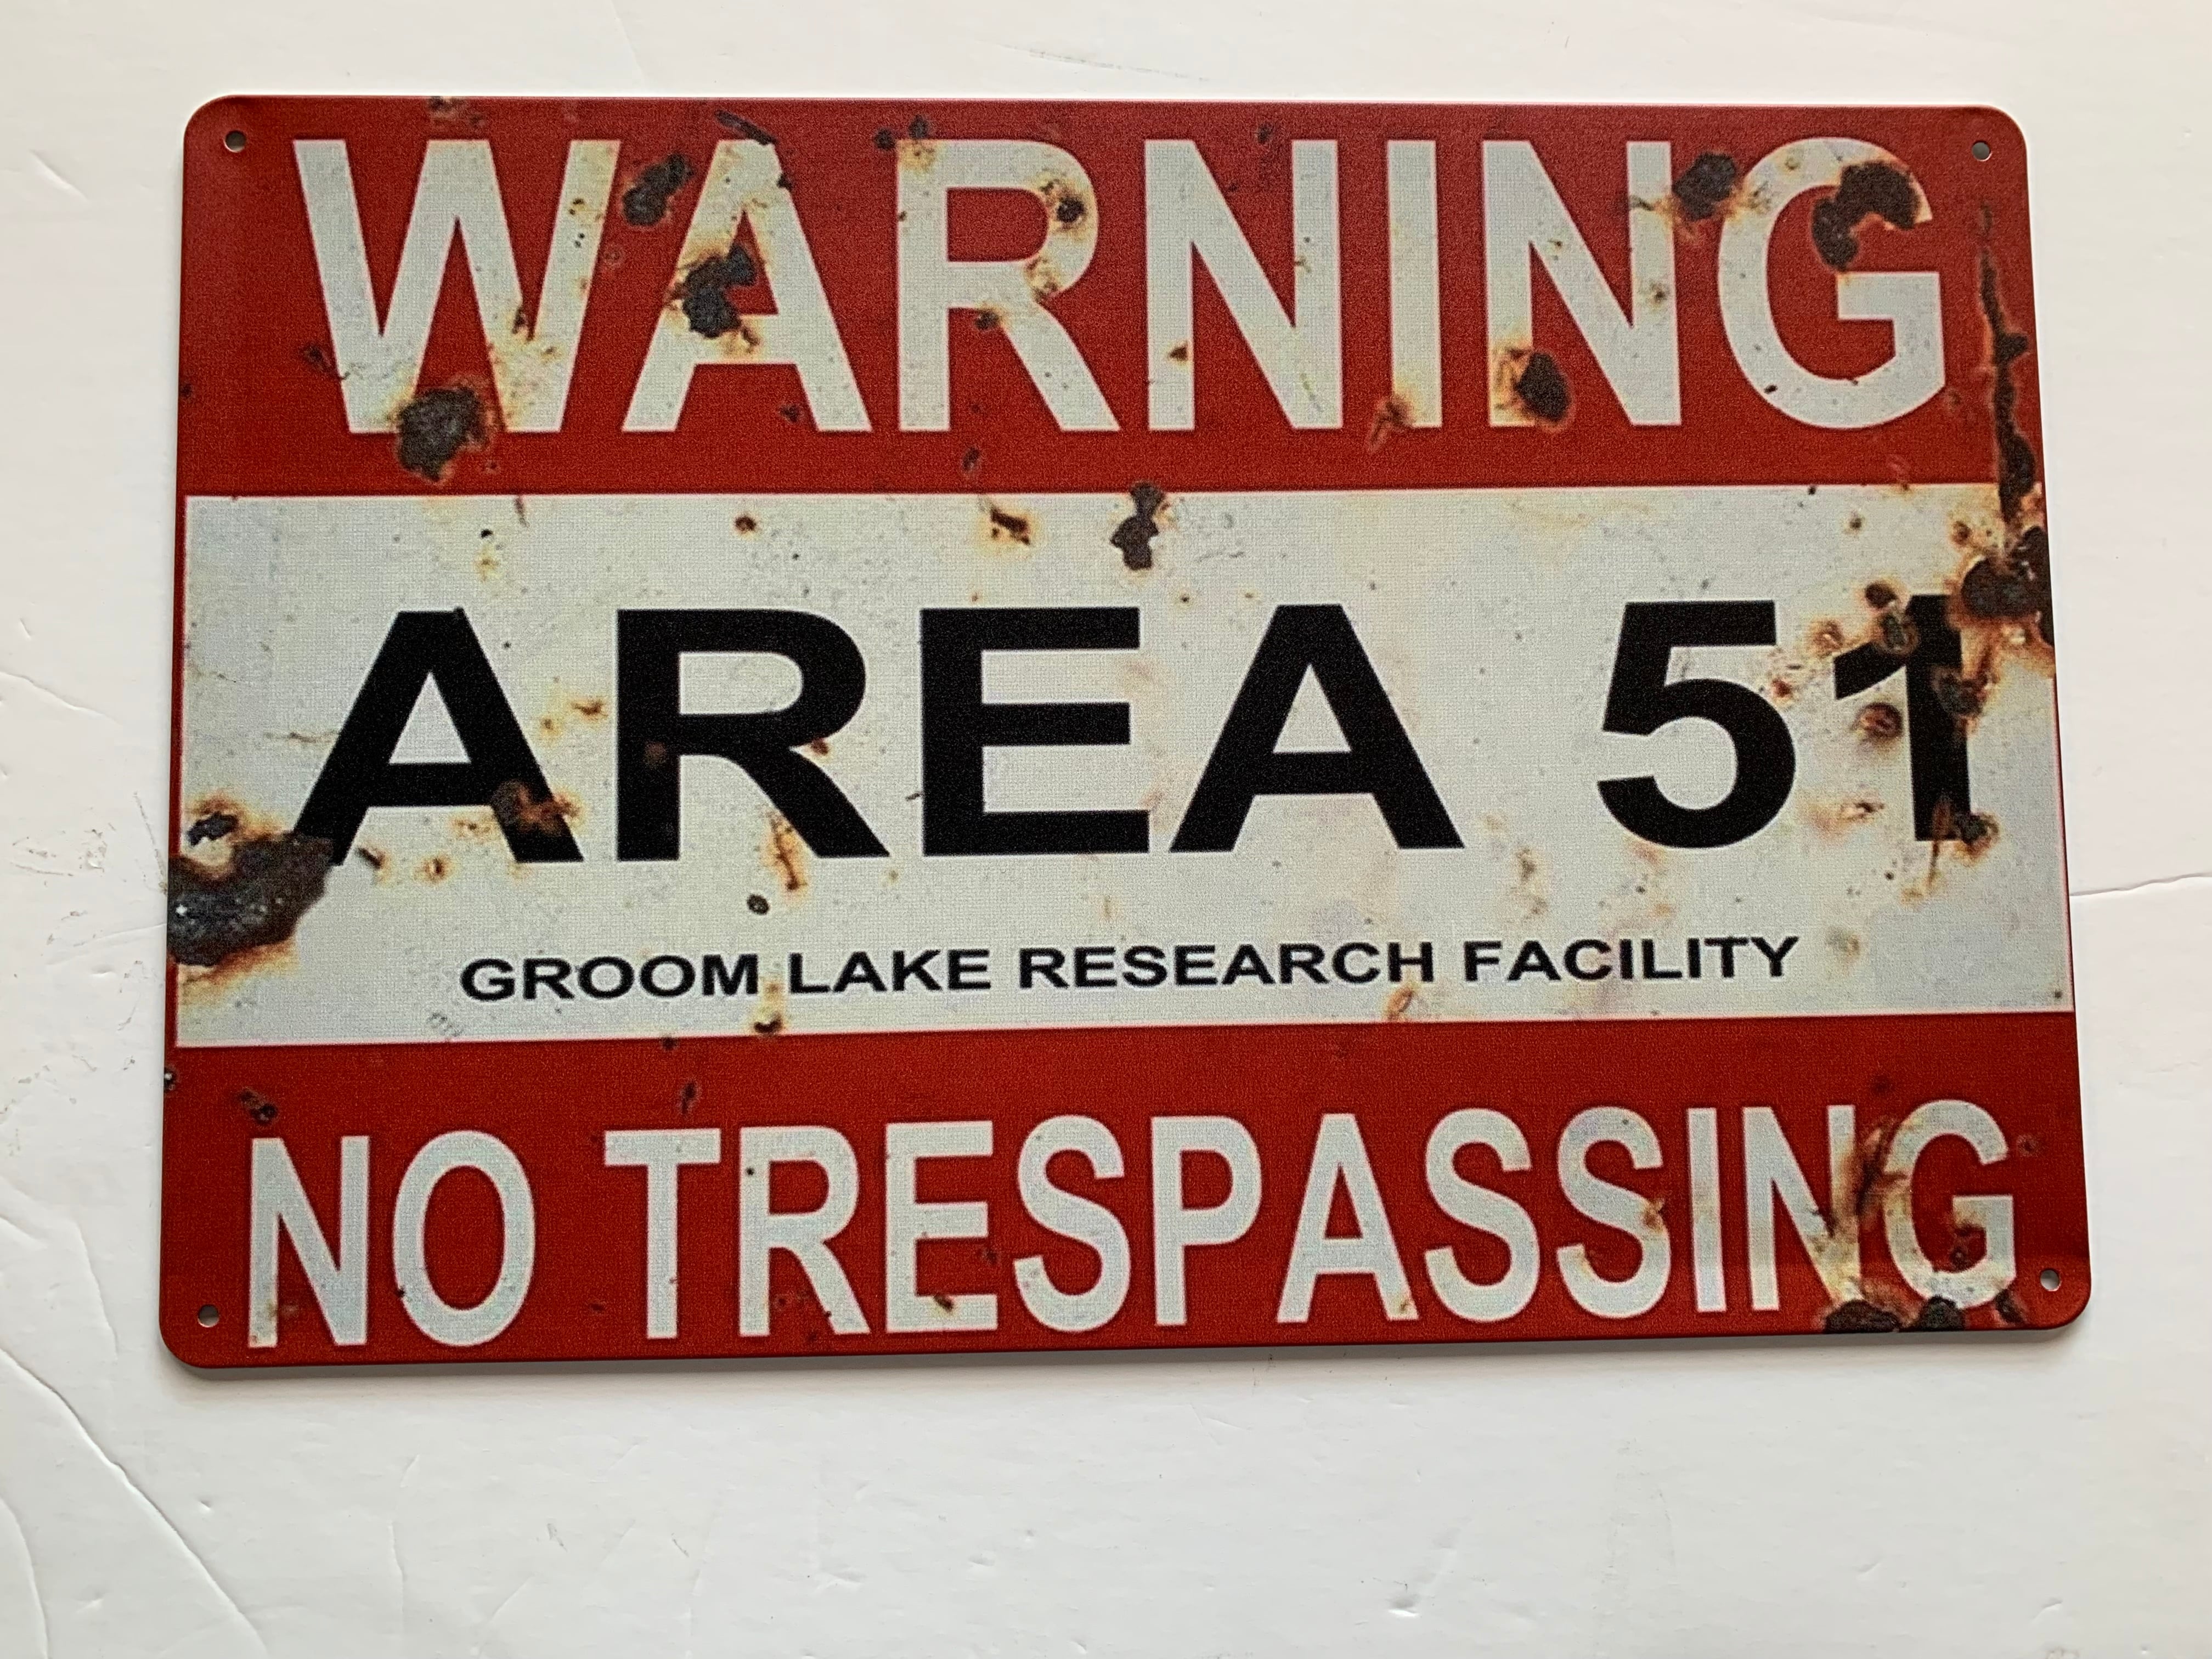 WARNING
AREA 51
GROOM LAKE RESEARCH FACILITY
NO TRESPASSING